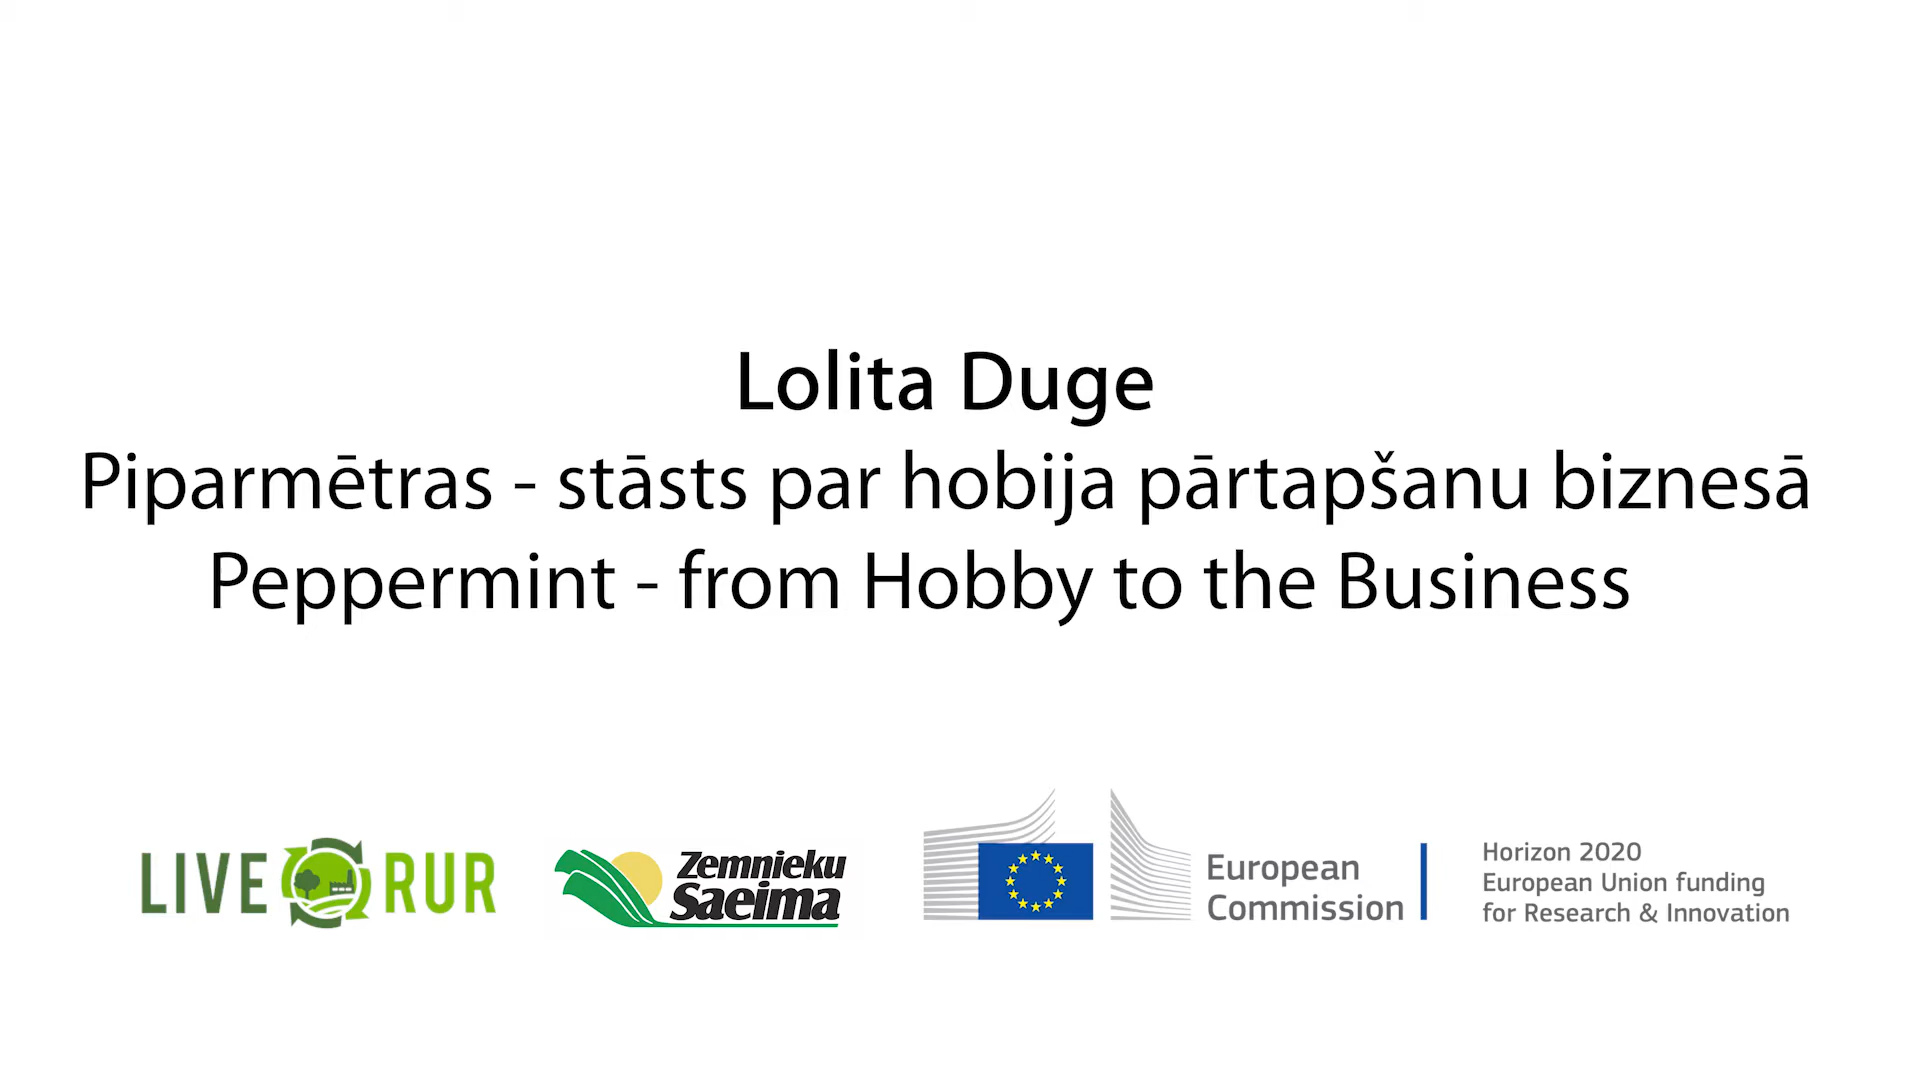 Lolita Duge
Piparmētras - stāsts par hobija pārtapšanu biznesā
Peppermint - from Hobby to the Business
LIVE RUR
Zemnieku
Saeima
European
Commission
Horizon 2020
European Union funding
for Research & Innovation